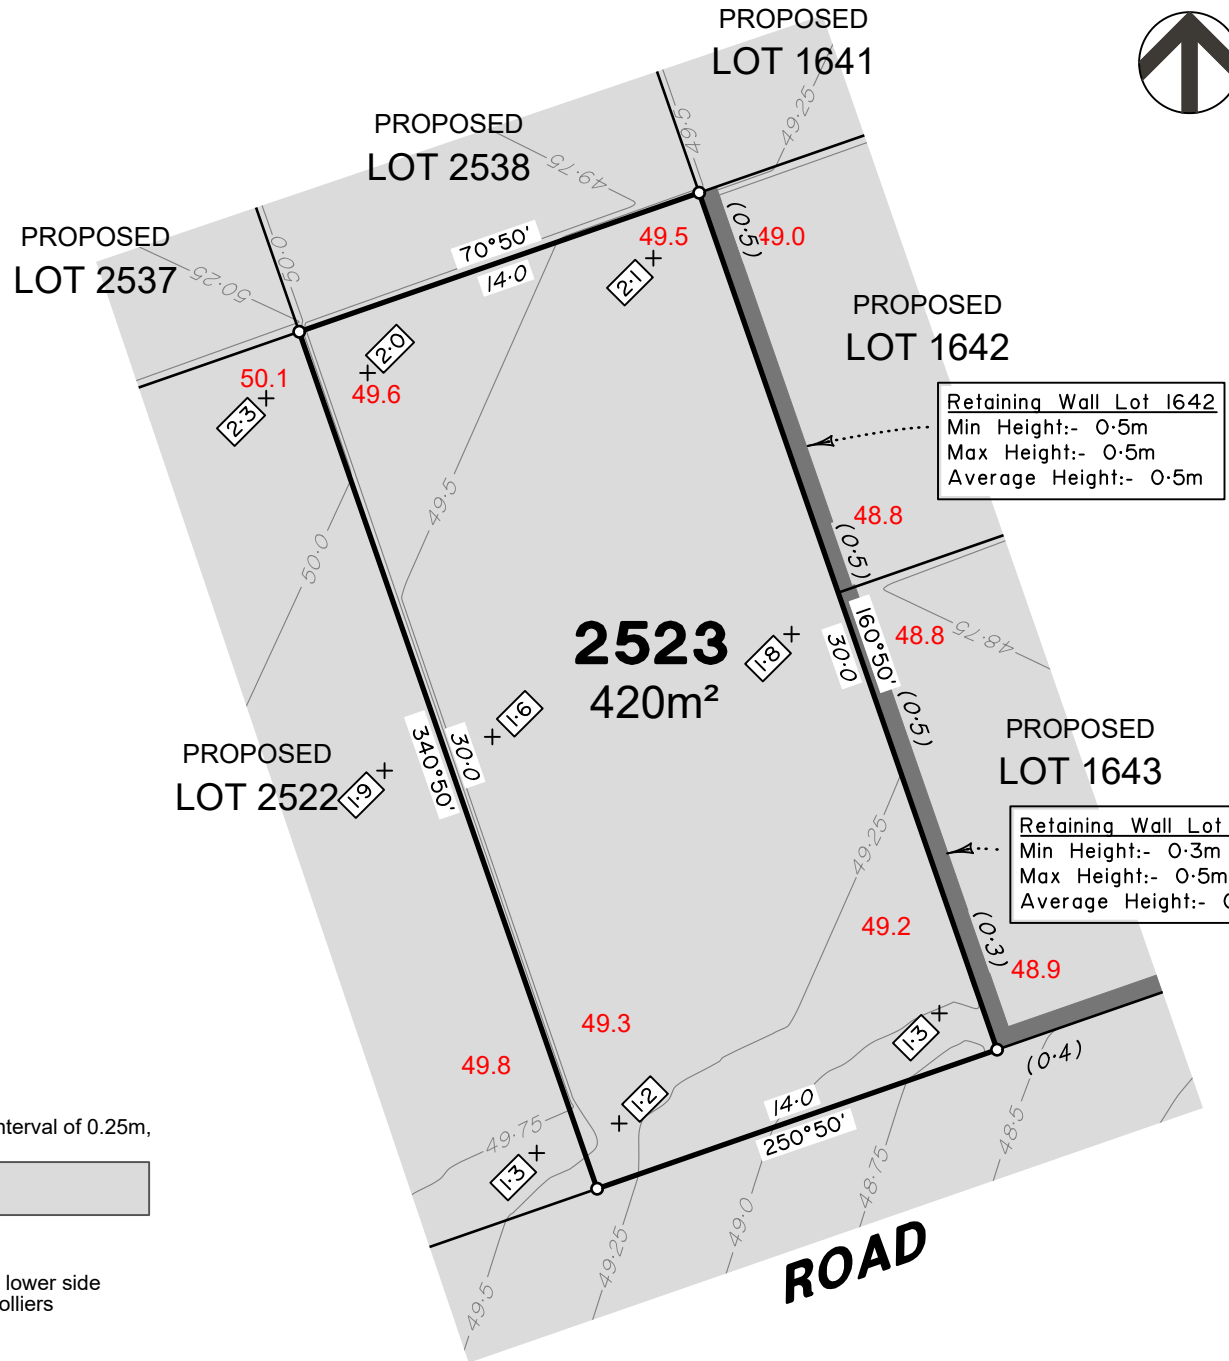 PROPOSED
LOT 1641
PROPOSED
LOT 2538
PROPOSED
LOT 2537
49·5
49·25
49·75
50·0
50·25
70°50'
14·0
49.5
2·1
(0·5)
49.0
PROPOSED
LOT 1642
50.1
2·3
2·0
49.6
Retaining Wall Lot 1642
Min Height:- 0·5m
Max Height:- 0·5m
Average Height:- 0·5m
49·5
50·0
48.8
(0·5)
2523
420m²
1·8
30·0
160°50'
48.8
48·75
(0·5)
1·6
30·0
340°50'
PROPOSED
LOT 2522
1·9
PROPOSED
LOT 1643
Retaining Wall Lot
Min Height:- 0·3m
Max Height:- 0·5m
Average Height:- 0
49·25
49.2
(0·3)
48.9
49.3
49.8
1·3
(0·4)
1·2
14·0
250°50'
49·75
1·3
48·5
48·75
49·0
49·25
49·5
ROAD
nterval of 0.25m,
lower side
olliers